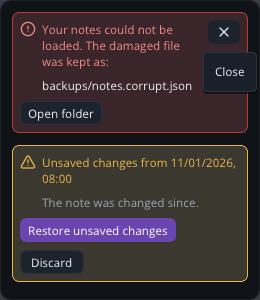 Your notes could not be
loaded. The damaged file
was kept as:
backups/notes.corrupt.json
Close
Open folder
Unsaved changes from 11/01/2026,
08:00
The note was changed since.
Restore unsaved changes
Discard